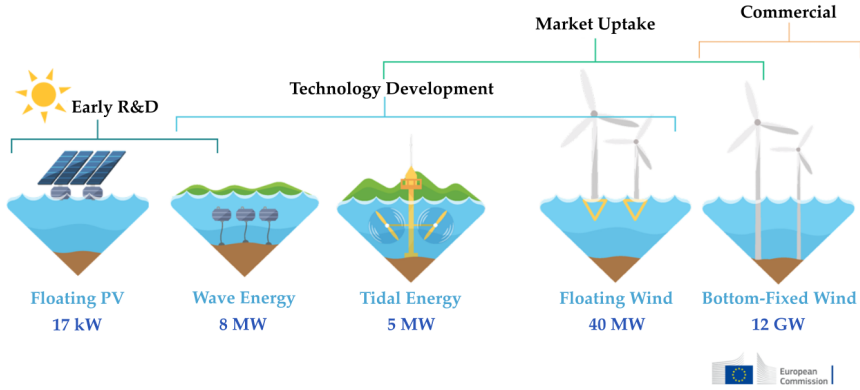 Commercial
Market Uptake
Technology Development
Early R&D
Floating PV
Wave Energy
Tidal Energy
Floating Wind
Bottom-Fixed Wind
17 kW
8 MW
5 MW
40 MW
12 GW
European
Commission